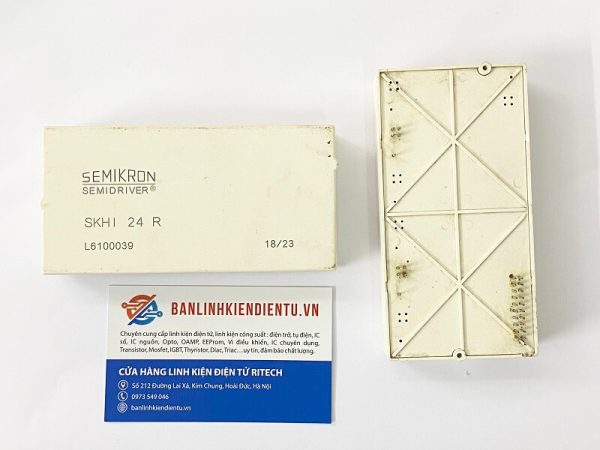 SEMIKRON
SEMIDRIVER®
SKHI 24 R
L6100039 18/23
BANLINHKIENDIENTU.VN
Chuyên cung cấp linh kiện điện tử, linh kiện công suất : điện trở, tụ điện, IC
số, IC nguồn, Opto, OAMP, EEProm, Vi điều khiển, IC chuyên dụng,
Transistor, Mosfet, IGBT, Thyristor, Diac, Triac....uy tín, đảm bảo chất lượng.
CỬA HÀNG LINH KIỆN ĐIỆN TỬ RITECH
Số 212 Đường Lai Xá, Kim Chung, Hoài Đức, Hà Nội
0973 549 046
banlinhkiendientu.vn